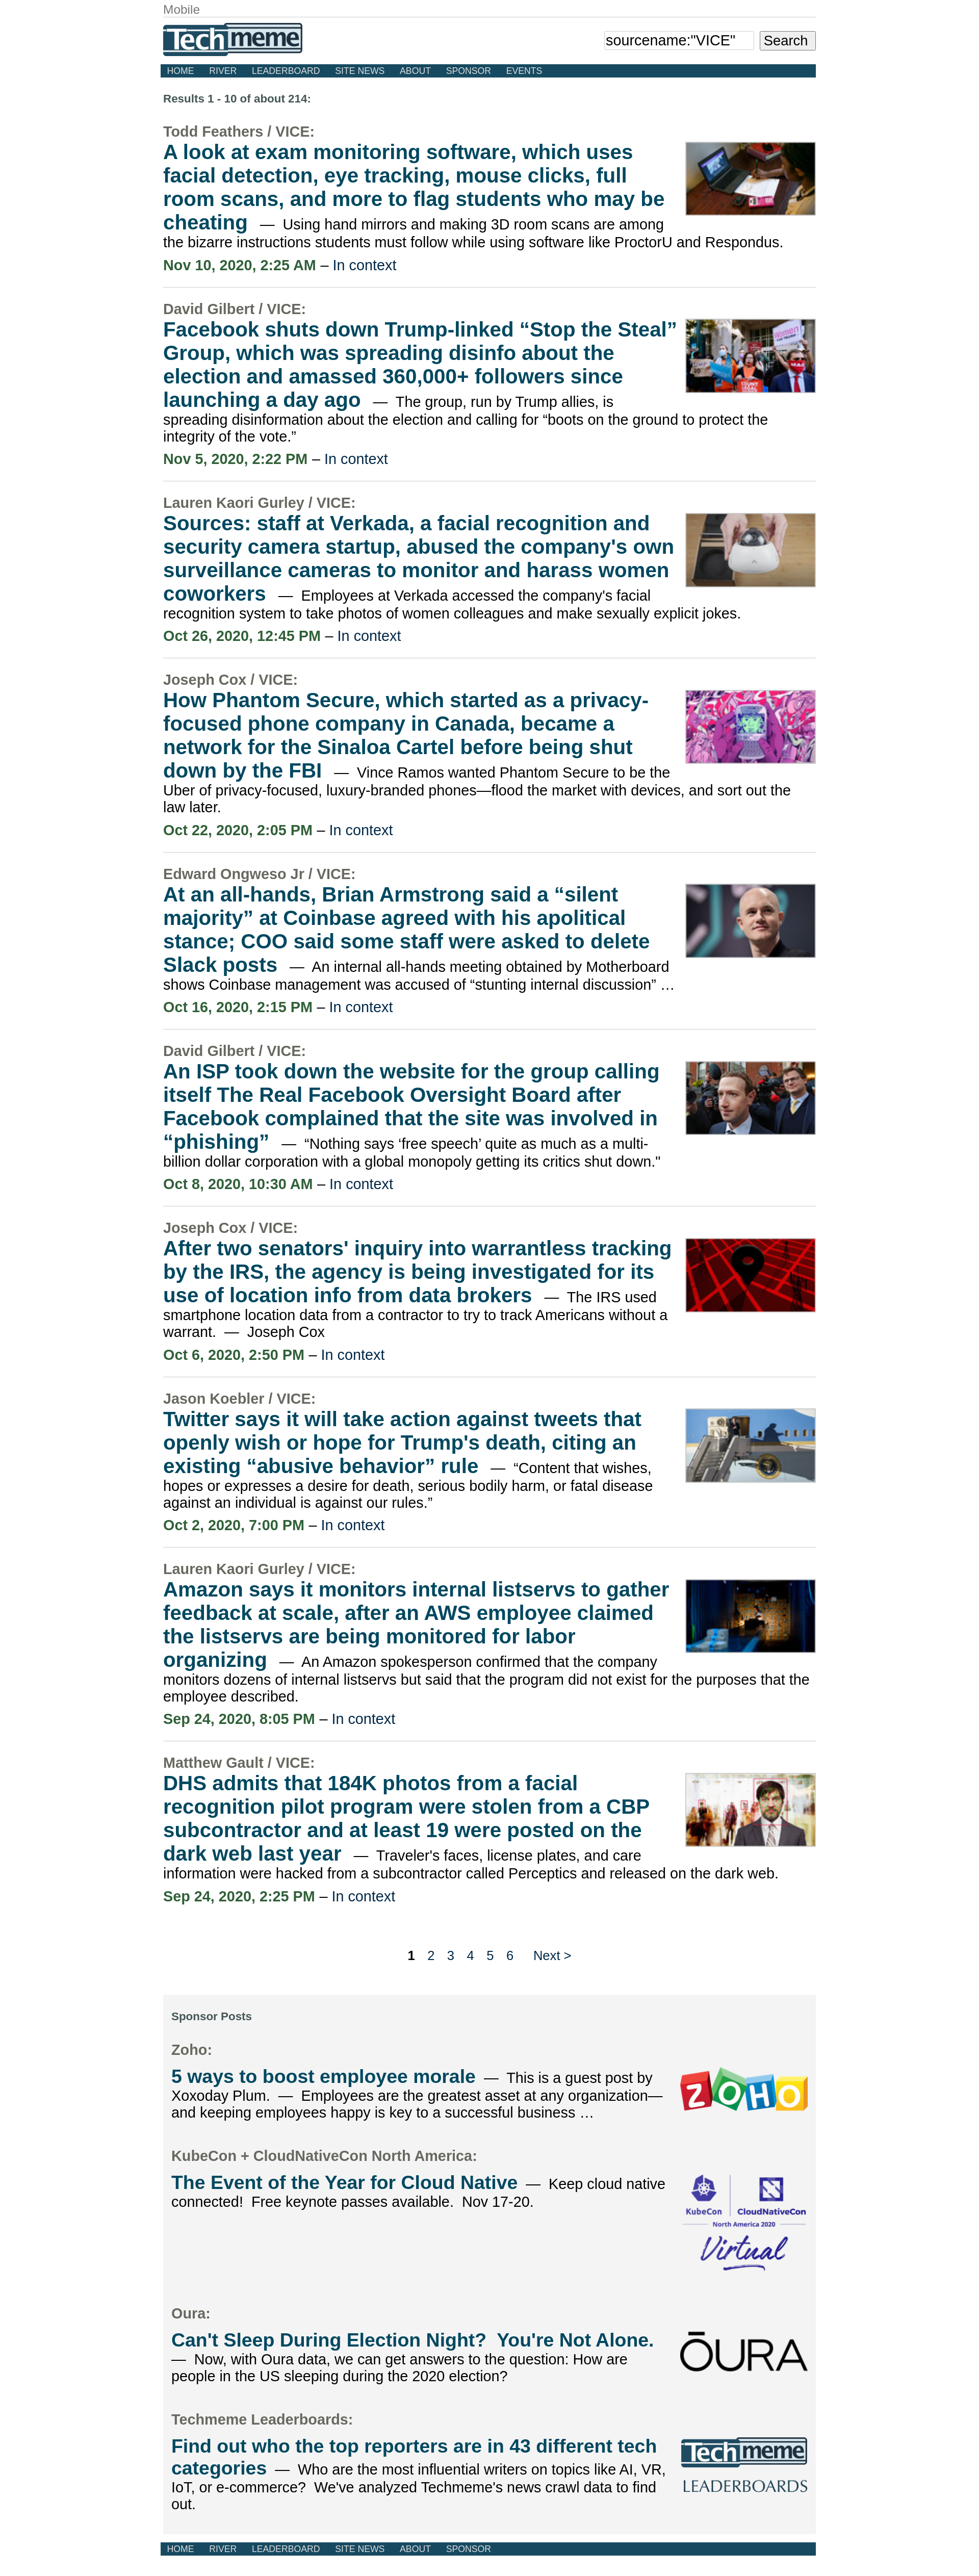 Mobile
Techmeme
sourcename:"VICE"
Search
HOME RIVER LEADERBOARD SITE NEWS ABOUT SPONSOR EVENTS
Results 1 - 10 of about 214:
Todd Feathers / VICE:
A look at exam monitoring software, which uses
facial detection, eye tracking, mouse clicks, full
room scans, and more to flag students who may be
cheating — Using hand mirrors and making 3D room scans are among
the bizarre instructions students must follow while using software like ProctorU and Respondus.
Nov 10, 2020, 2:25 AM – In context
David Gilbert / VICE:
Facebook shuts down Trump-linked “Stop the Steal”
Group, which was spreading disinfo about the
election and amassed 360,000+ followers since
launching a day ago — The group, run by Trump allies, is
spreading disinformation about the election and calling for “boots on the ground to protect the
integrity of the vote.”
Nov 5, 2020, 2:22 PM – In context
Lauren Kaori Gurley / VICE:
Sources: staff at Verkada, a facial recognition and
security camera startup, abused the company's own
surveillance cameras to monitor and harass women
coworkers — Employees at Verkada accessed the company's facial
recognition system to take photos of women colleagues and make sexually explicit jokes.
Oct 26, 2020, 12:45 PM – In context
Joseph Cox / VICE:
How Phantom Secure, which started as a privacy-
focused phone company in Canada, became a
network for the Sinaloa Cartel before being shut
down by the FBI — Vince Ramos wanted Phantom Secure to be the
Uber of privacy-focused, luxury-branded phones—flood the market with devices, and sort out the
law later.
Oct 22, 2020, 2:05 PM – In context
Edward Ongweso Jr / VICE:
At an all-hands, Brian Armstrong said a “silent
majority” at Coinbase agreed with his apolitical
stance; COO said some staff were asked to delete
Slack posts — An internal all-hands meeting obtained by Motherboard
shows Coinbase management was accused of “stunting internal discussion” …
Oct 16, 2020, 2:15 PM – In context
David Gilbert / VICE:
An ISP took down the website for the group calling
itself The Real Facebook Oversight Board after
Facebook complained that the site was involved in
“phishing” — “Nothing says ‘free speech’ quite as much as a multi-
billion dollar corporation with a global monopoly getting its critics shut down."
Oct 8, 2020, 10:30 AM – In context
Joseph Cox / VICE:
After two senators' inquiry into warrantless tracking
by the IRS, the agency is being investigated for its
use of location info from data brokers — The IRS used
smartphone location data from a contractor to try to track Americans without a
warrant. — Joseph Cox
Oct 6, 2020, 2:50 PM – In context
Jason Koebler / VICE:
Twitter says it will take action against tweets that
openly wish or hope for Trump's death, citing an
existing “abusive behavior” rule — “Content that wishes,
hopes or expresses a desire for death, serious bodily harm, or fatal disease
against an individual is against our rules.”
Oct 2, 2020, 7:00 PM – In context
Lauren Kaori Gurley / VICE:
Amazon says it monitors internal listservs to gather
feedback at scale, after an AWS employee claimed
the listservs are being monitored for labor
organizing — An Amazon spokesperson confirmed that the company
monitors dozens of internal listservs but said that the program did not exist for the purposes that the
employee described.
Sep 24, 2020, 8:05 PM – In context
Matthew Gault / VICE:
DHS admits that 184K photos from a facial
recognition pilot program were stolen from a CBP
subcontractor and at least 19 were posted on the
dark web last year — Traveler's faces, license plates, and care
information were hacked from a subcontractor called Perceptics and released on the dark web.
Sep 24, 2020, 2:25 PM – In context
1 2 3 4 5 6 Next >
Sponsor Posts
Zoho:
5 ways to boost employee morale — This is a guest post by
Xoxoday Plum. — Employees are the greatest asset at any organization—
and keeping employees happy is key to a successful business …
ZOHO
KubeCon + CloudNativeCon North America:
The Event of the Year for Cloud Native — Keep cloud native
connected! Free keynote passes available. Nov 17-20.
KubeCon CloudNativeCon
North America 2020
Virtual
Oura:
Can't Sleep During Election Night? You're Not Alone.
— Now, with Oura data, we can get answers to the question: How are
people in the US sleeping during the 2020 election?
ŌURA
Techmeme Leaderboards:
Find out who the top reporters are in 43 different tech
categories — Who are the most influential writers on topics like AI, VR,
IoT, or e-commerce? We've analyzed Techmeme's news crawl data to find
out.
Techmeme
LEADERBOARDS
HOME RIVER LEADERBOARD SITE NEWS ABOUT SPONSOR